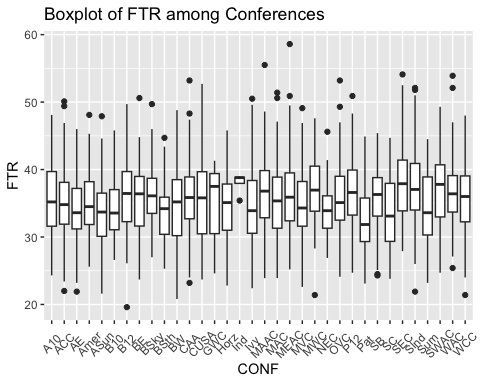 Boxplot of FTR among Conferences
60
50
40
30
20
FTR
A10 ACC AE Amer ASun B10 B12 BE BSky BSth BW CAA CUSA GWC Horz Ind IVY MAAC MAC MEAC MVC MWC NEC OVC P12 Pat SB SC SEC Slnd Sum SWAC WAC WCC
CONF